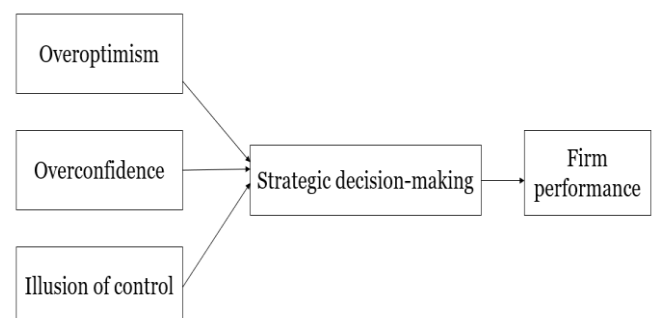 Overoptimism
Overconfidence
Illusion of control
Strategic decision-making
Firm
performance